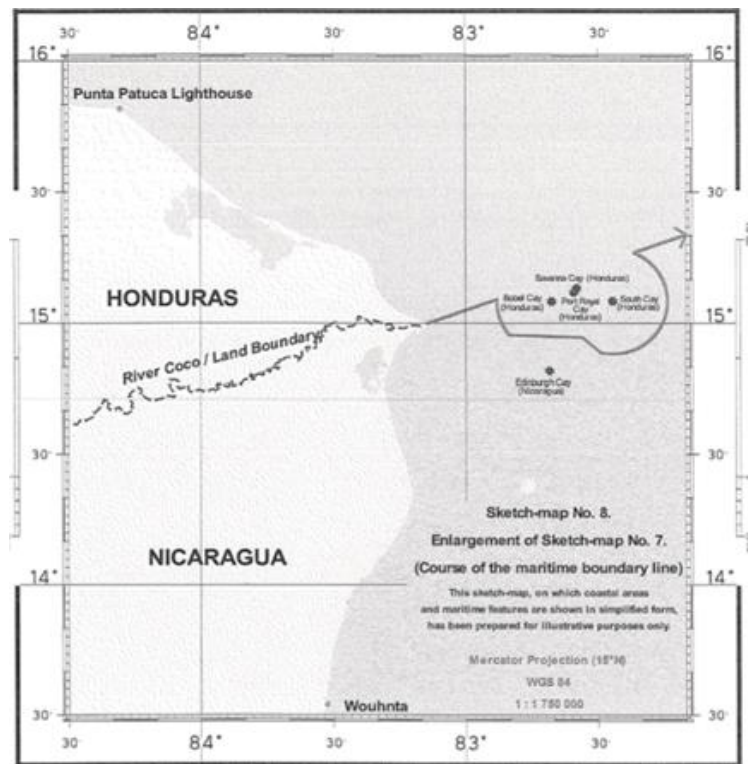 30' 84° 30' 83° 30'
16° 16°
Punta Patuca Lighthouse
30' 30'
Savanna Cay (Honduras)
Bobel Cay
(Honduras)
Port Royal
Cay
(Honduras)
South Cay
(Honduras)
HONDURAS
15° 15°
River Coco / Land Boundary
Edinburgh Cay
(Nicaragua)
30' 30'
Sketch-map No. 8.
Enlargement of Sketch-map No. 7.
(Course of the maritime boundary line)
NICARAGUA
14° 14°
This sketch-map, on which coastal areas
and maritime features are shown in simplified form,
has been prepared for illustrative purposes only.
Mercator Projection (15°N)
WGS 84
1 : 1 750 000
Wouhnta
30' 30'
30' 84° 30' 83° 30'